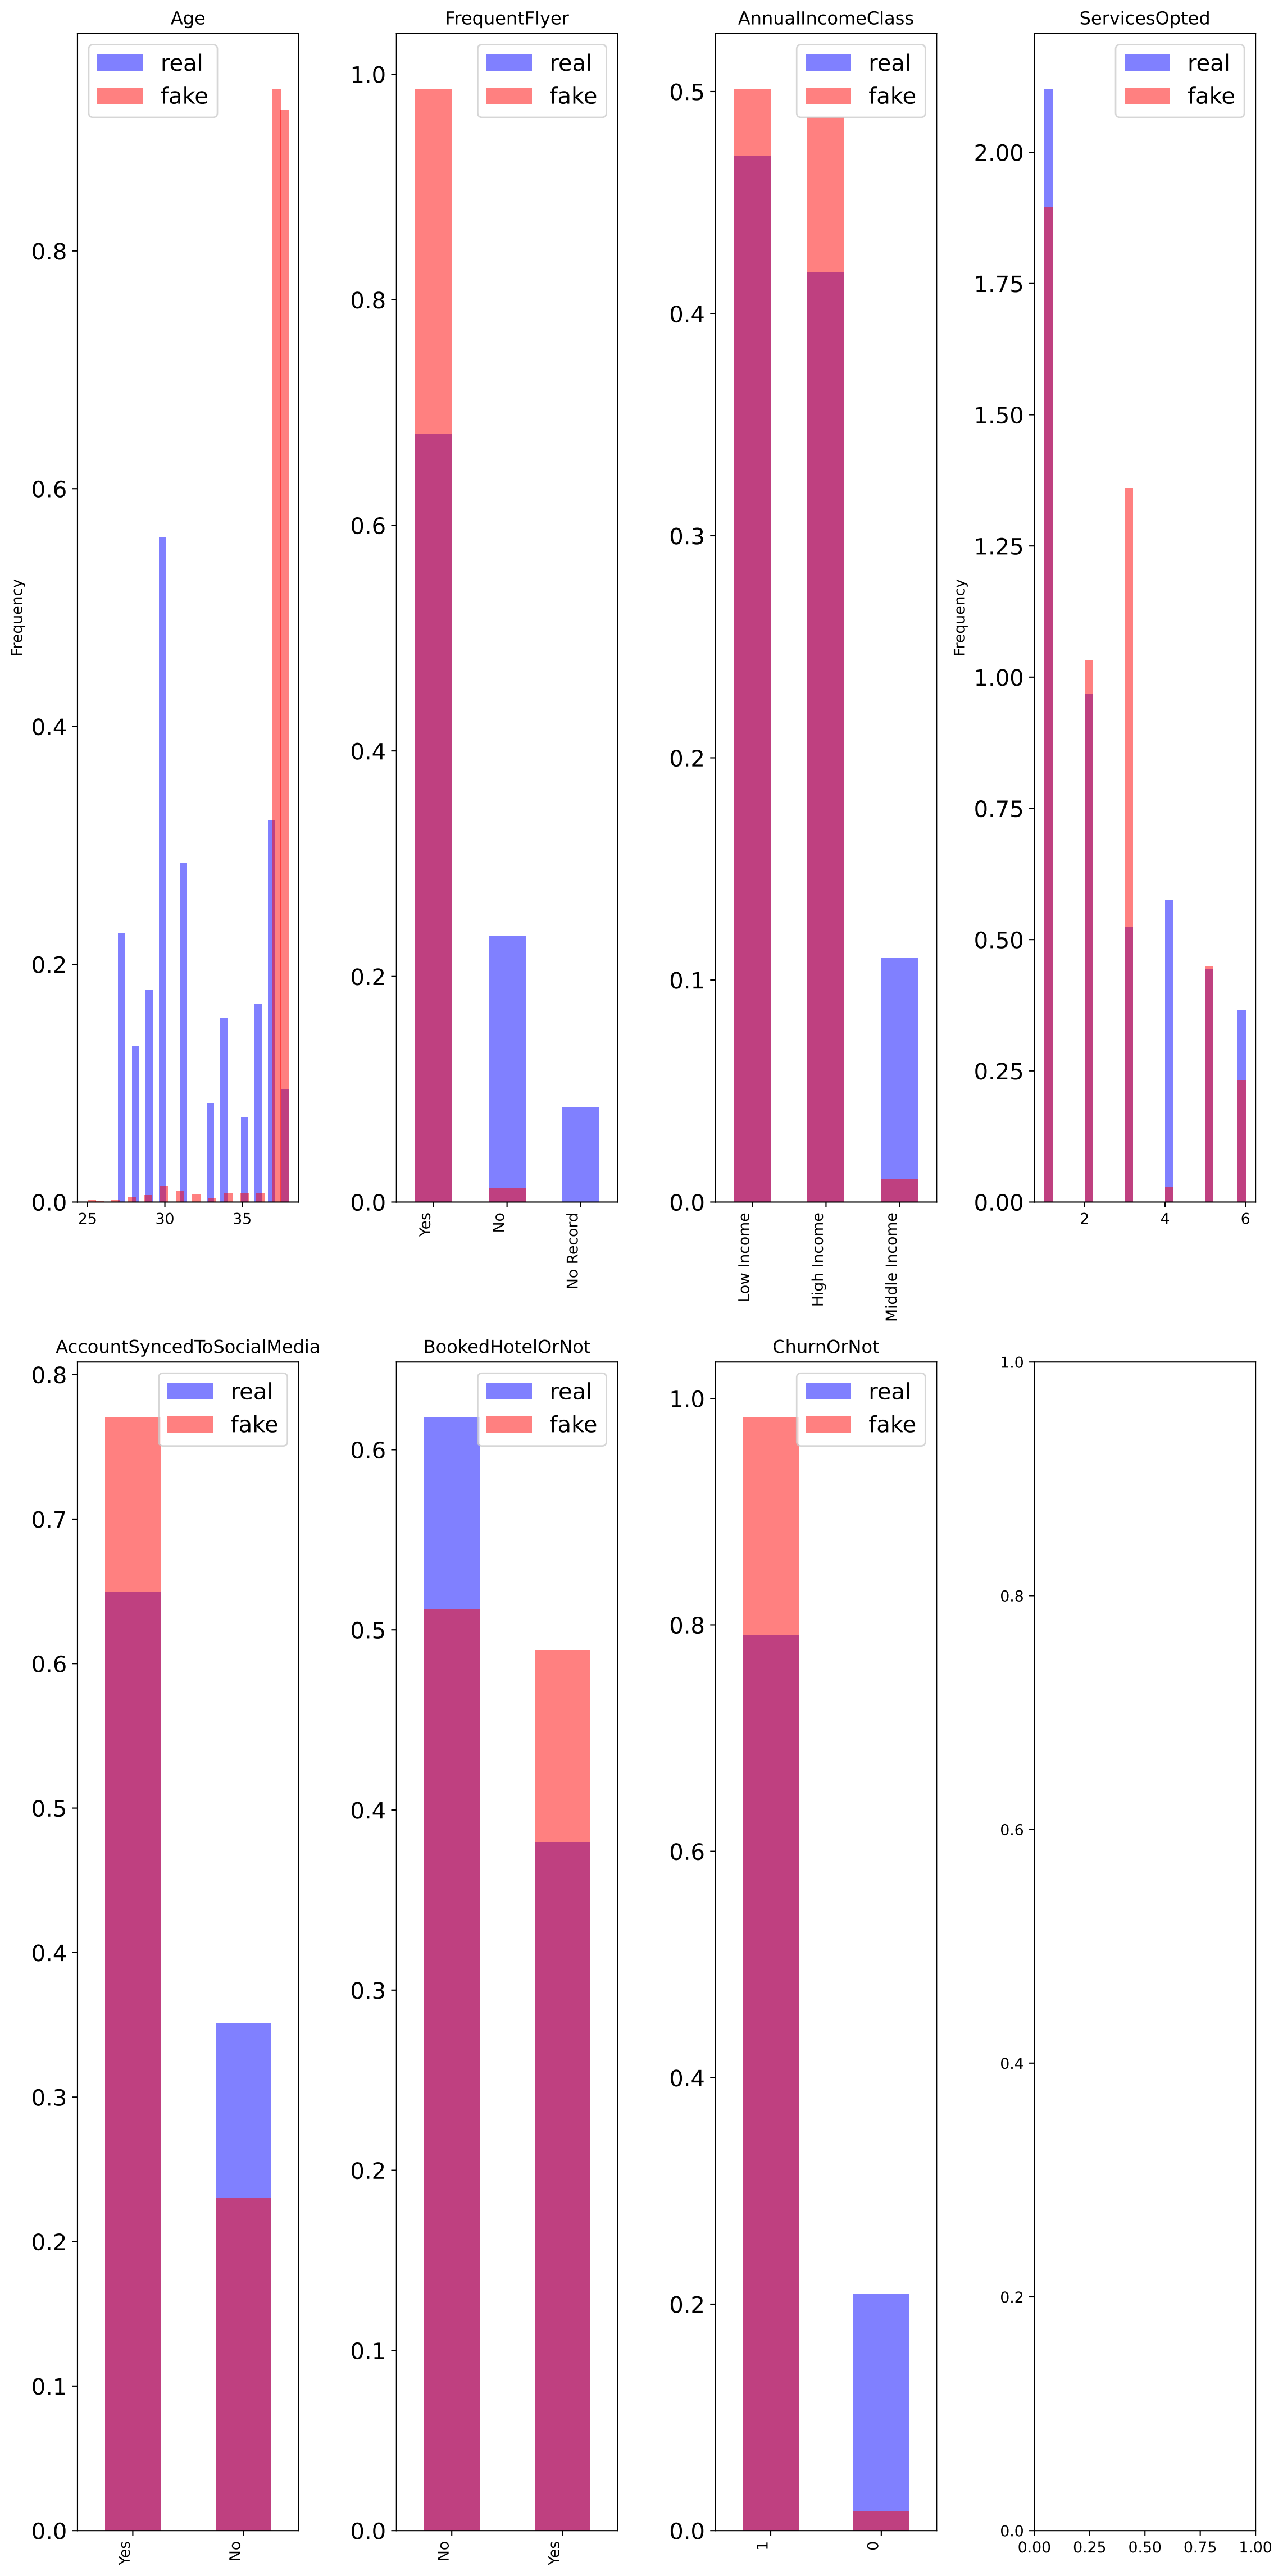 Age
real
fake
Frequency
0.8
0.6
0.4
0.2
0.0
25 30 35
FrequentFlyer
real
fake
1.0
0.8
0.6
0.4
0.2
0.0
Yes
No
No Record
AnnualIncomeClass
real
fake
0.5
0.4
0.3
0.2
0.1
0.0
Low Income
High Income
Middle Income
ServicesOpted
real
fake
Frequency
2.00
1.75
1.50
1.25
1.00
0.75
0.50
0.25
0.00
2 4 6
AccountSyncedToSocialMedia
real
fake
0.8
0.7
0.6
0.5
0.4
0.3
0.2
0.1
0.0
Yes
No
BookedHotelOrNot
real
fake
0.6
0.5
0.4
0.3
0.2
0.1
0.0
No
Yes
ChurnOrNot
real
fake
1.0
0.8
0.6
0.4
0.2
0.0
1
0
1.0
0.8
0.6
0.4
0.2
0.0
0.00 0.25 0.50 0.75 1.00